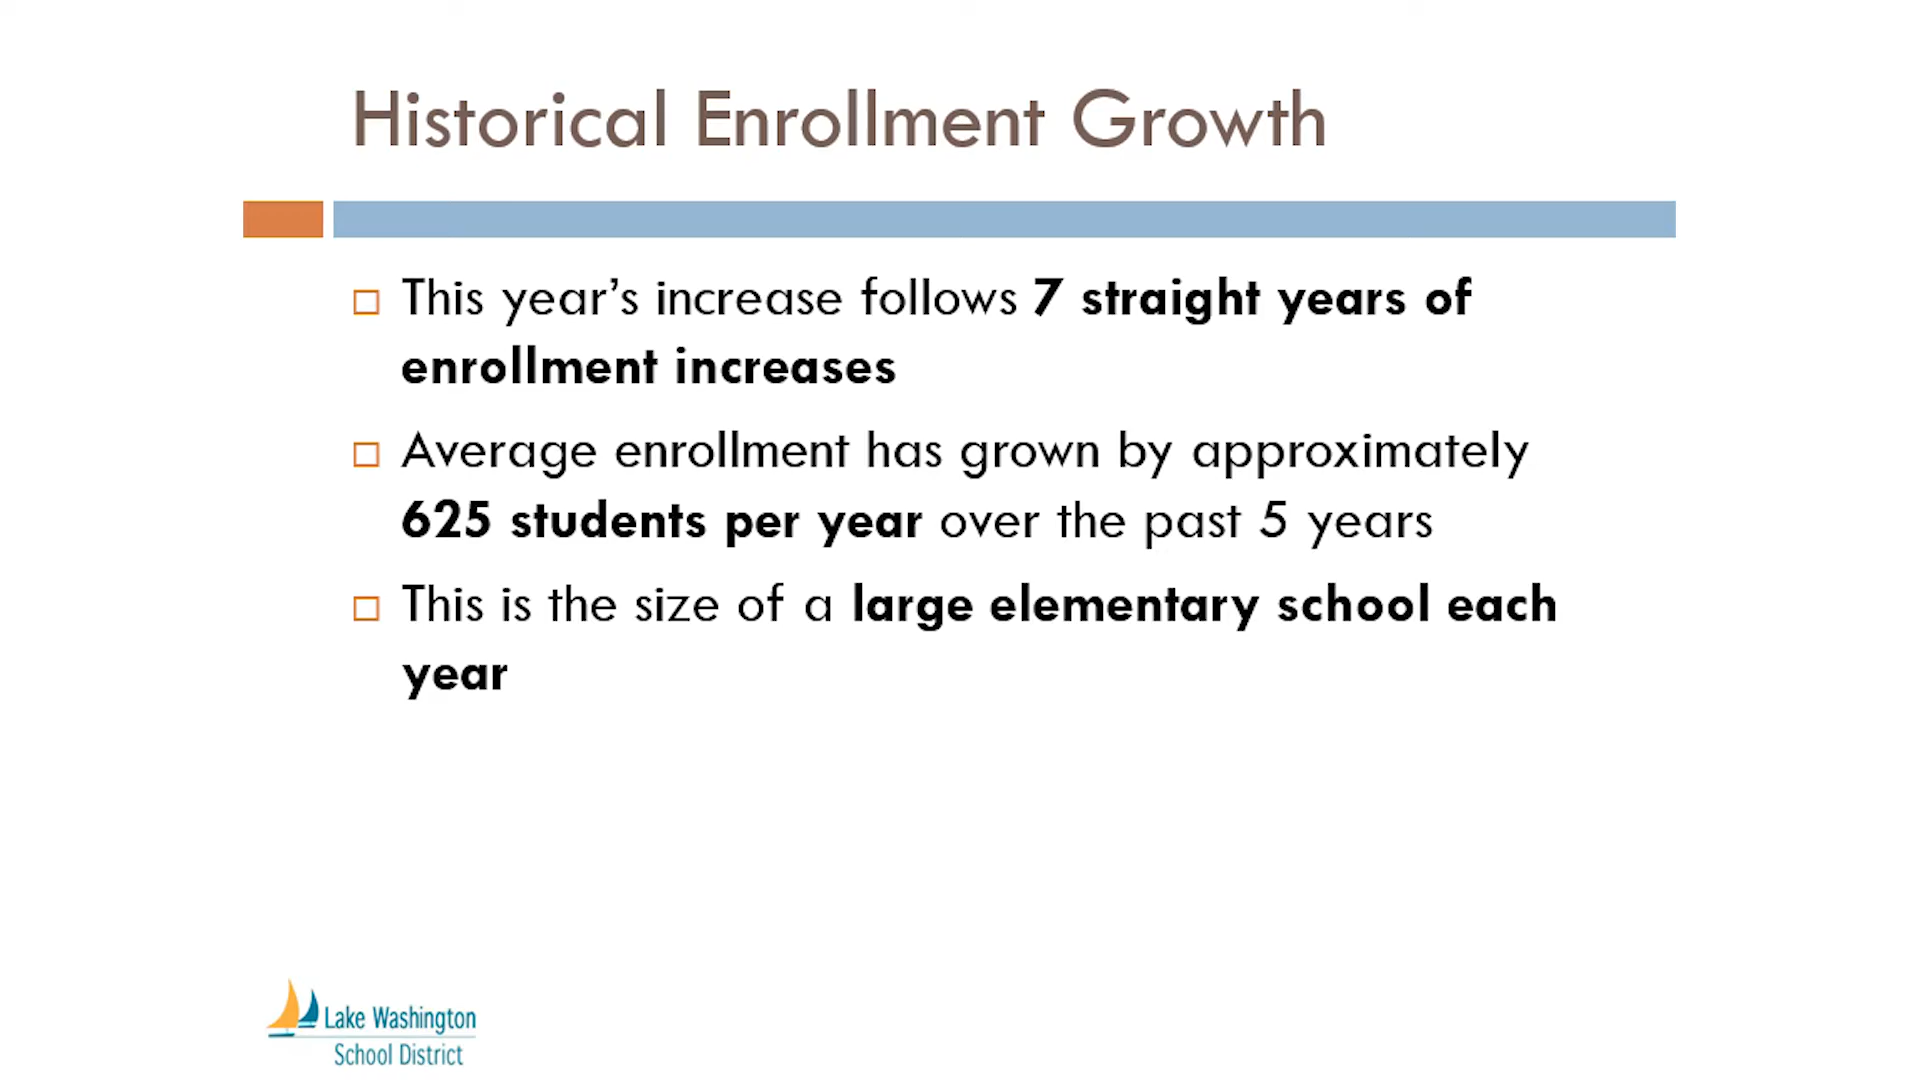 Historical Enrollment Growth
This year’s increase follows 7 straight years of
enrollment increases
Average enrollment has grown by approximately
625 students per year over the past 5 years
This is the size of a large elementary school each
year
Lake Washington
School District